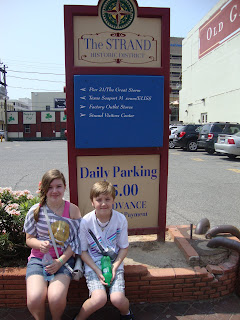 The STRAND
HISTORIC DISTRICT
Pier 21/The Great Storm
Texas Seaport M
ELISSA
Factory Outlet Stores
Strand Visitors Center
OLD G
Daily Parking
5.00
ADVANCE
Payment